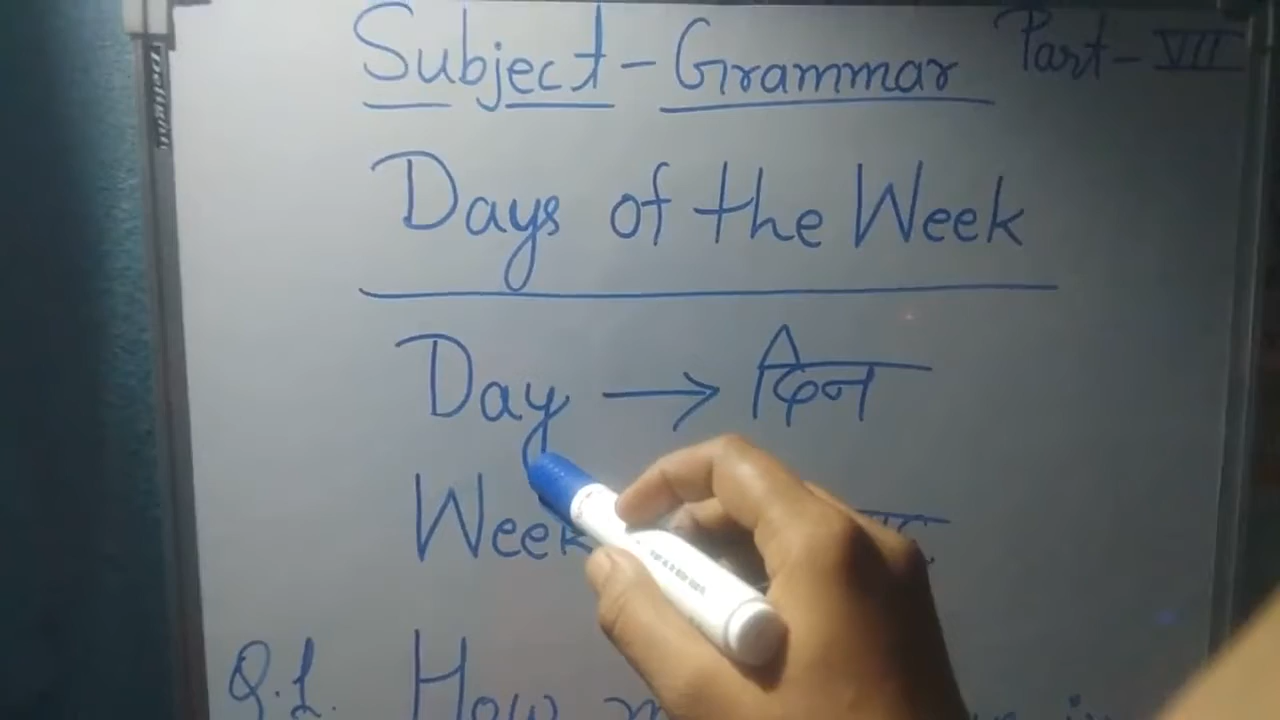 Subject - Grammar Part - VII
Days of the Week
Day → दिन
Week
Q.1. How